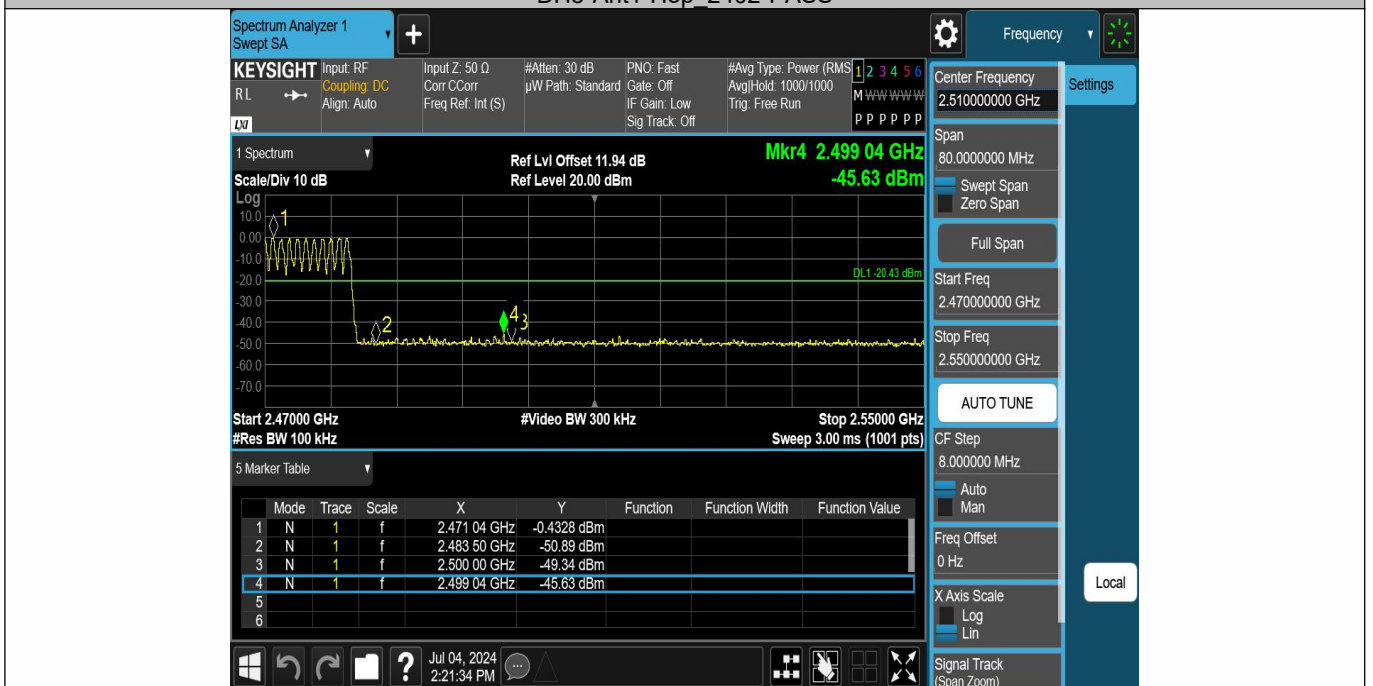 Spectrum Analyzer 1
Swept SA
+
Frequency
KEYSIGHT
RL
LXI
Input: RF
Coupling: DC
Align: Auto
Input Z: 50 Ω
Corr CCorr
Freq Ref: Int (S)
#Atten: 30 dB
µW Path: Standard
PNO: Fast
Gate: Off
IF Gain: Low
Sig Track: Off
#Avg Type: Power (RMS
Avg|Hold: 1000/1000
Trig: Free Run
1 2 3 4 5 6
M W W W W W
P P P P P P
1 Spectrum
Scale/Div 10 dB
Ref Lvl Offset 11.94 dB
Ref Level 20.00 dBm
Mkr4 2.499 04 GHz
-45.63 dBm
Log
10.0
0.00
-10.0
-20.0
-30.0
-40.0
-50.0
-60.0
-70.0
1
2
4
3
DL1 -20.43 dBm
Start 2.47000 GHz
#Res BW 100 kHz
#Video BW 300 kHz
Stop 2.55000 GHz
Sweep 3.00 ms (1001 pts)
5 Marker Table
Mode Trace Scale X Y Function Function Width Function Value
1 N 1 f 2.471 04 GHz -0.4328 dBm
2 N 1 f 2.483 50 GHz -50.89 dBm
3 N 1 f 2.500 00 GHz -49.34 dBm
4 N 1 f 2.499 04 GHz -45.63 dBm
5
6
?
Jul 04, 2024
2:21:34 PM
Center Frequency
2.510000000 GHz
Settings
Span
80.0000000 MHz
Swept Span
Zero Span
Full Span
Start Freq
2.470000000 GHz
Stop Freq
2.550000000 GHz
AUTO TUNE
CF Step
8.000000 MHz
Auto
Man
Freq Offset
0 Hz
Local
X Axis Scale
Log
Lin
Signal Track
(Span Zoom)